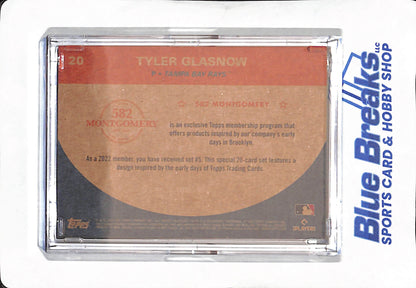 20
TYLER GLASNOW
P • TAMPA BAY RAYS
582 MONTGOMERY
582
MONTGOMERY
is an exclusive Topps membership program that
offers products inspired by our company's early
days in Brooklyn.
As a 2022 member, you have received set #5. This special 20-card set features a
design inspired by the early days of Topps Trading Cards.
TOPPS
PLAYERS
Blue Breaks LLC
SPORTS CARD & HOBBY SHOP